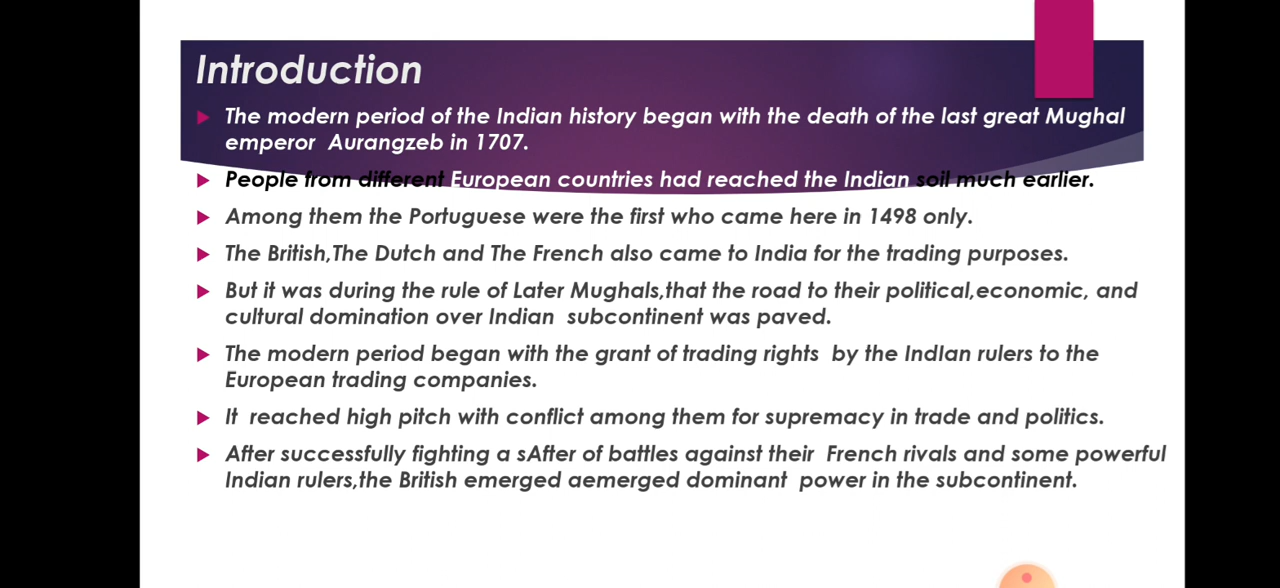 Introduction
The modern period of the Indian history began with the death of the last great Mughal
emperor Aurangzeb in 1707.
People from different European countries had reached the Indian soil much earlier.
Among them the Portuguese were the first who came here in 1498 only.
The British,The Dutch and The French also came to India for the trading purposes.
But it was during the rule of Later Mughals,that the road to their political,economic, and
cultural domination over Indian subcontinent was paved.
The modern period began with the grant of trading rights by the IndIan rulers to the
European trading companies.
It reached high pitch with conflict among them for supremacy in trade and politics.
After successfully fighting a sAfter of battles against their French rivals and some powerful
Indian rulers,the British emerged aemerged dominant power in the subcontinent.